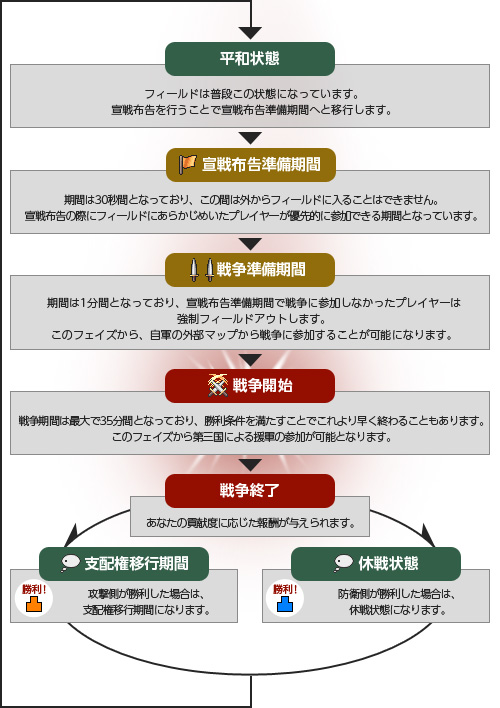 平和状態
フィールドは普段この状態になっています。
宣戦布告を行うことで宣戦布告準備期間へと移行します。
宣戦布告準備期間
期間は30秒間となっており、この間は外からフィールドに入ることはできません。
宣戦布告の際にフィールドにあらかじめいたプレイヤーが優先的に参加できる期間となっています。
戦争準備期間
期間は1分間となっており、宣戦布告準備期間で戦争に参加しなかったプレイヤーは
強制フィールドアウトします。
このフェイズから、自軍の外部マップから戦争に参加することが可能になります。
戦争開始
戦争期間は最大で35分間となっており、勝利条件を満たすことでこれより早く終わることもあります。
このフェイズから第三国による援軍の参加が可能となります。
戦争終了
あなたの貢献度に応じた報酬が与えられます。
支配権移行期間
勝利!
攻撃側が勝利した場合は、
支配権移行期間になります。
休戦状態
勝利!
防衛側が勝利した場合は、
休戦状態になります。